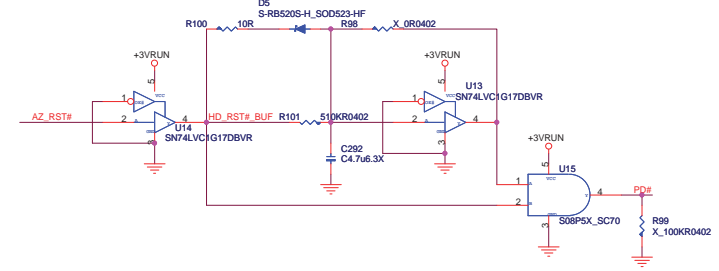 D5
S-RB520S-H_SOD523-HF
R100
10R
R98
X_0R0402
+3VRUN
+3VRUN
5
VCC
1
AZ_RST#
2
A
Y
4
GND
3
U14
SN74LVC1G17DBVR
HD_RST#_BUF
R101
510KR0402
C292
C4.7u6.3X
5
VCC
1
U13
SN74LVC1G17DBVR
2
A
Y
4
GND
3
+3VRUN
5
VCC
U15
1
A
2
B
Y
4
GND
3
S08P5X_SC70
PD#
R99
X_100KR0402